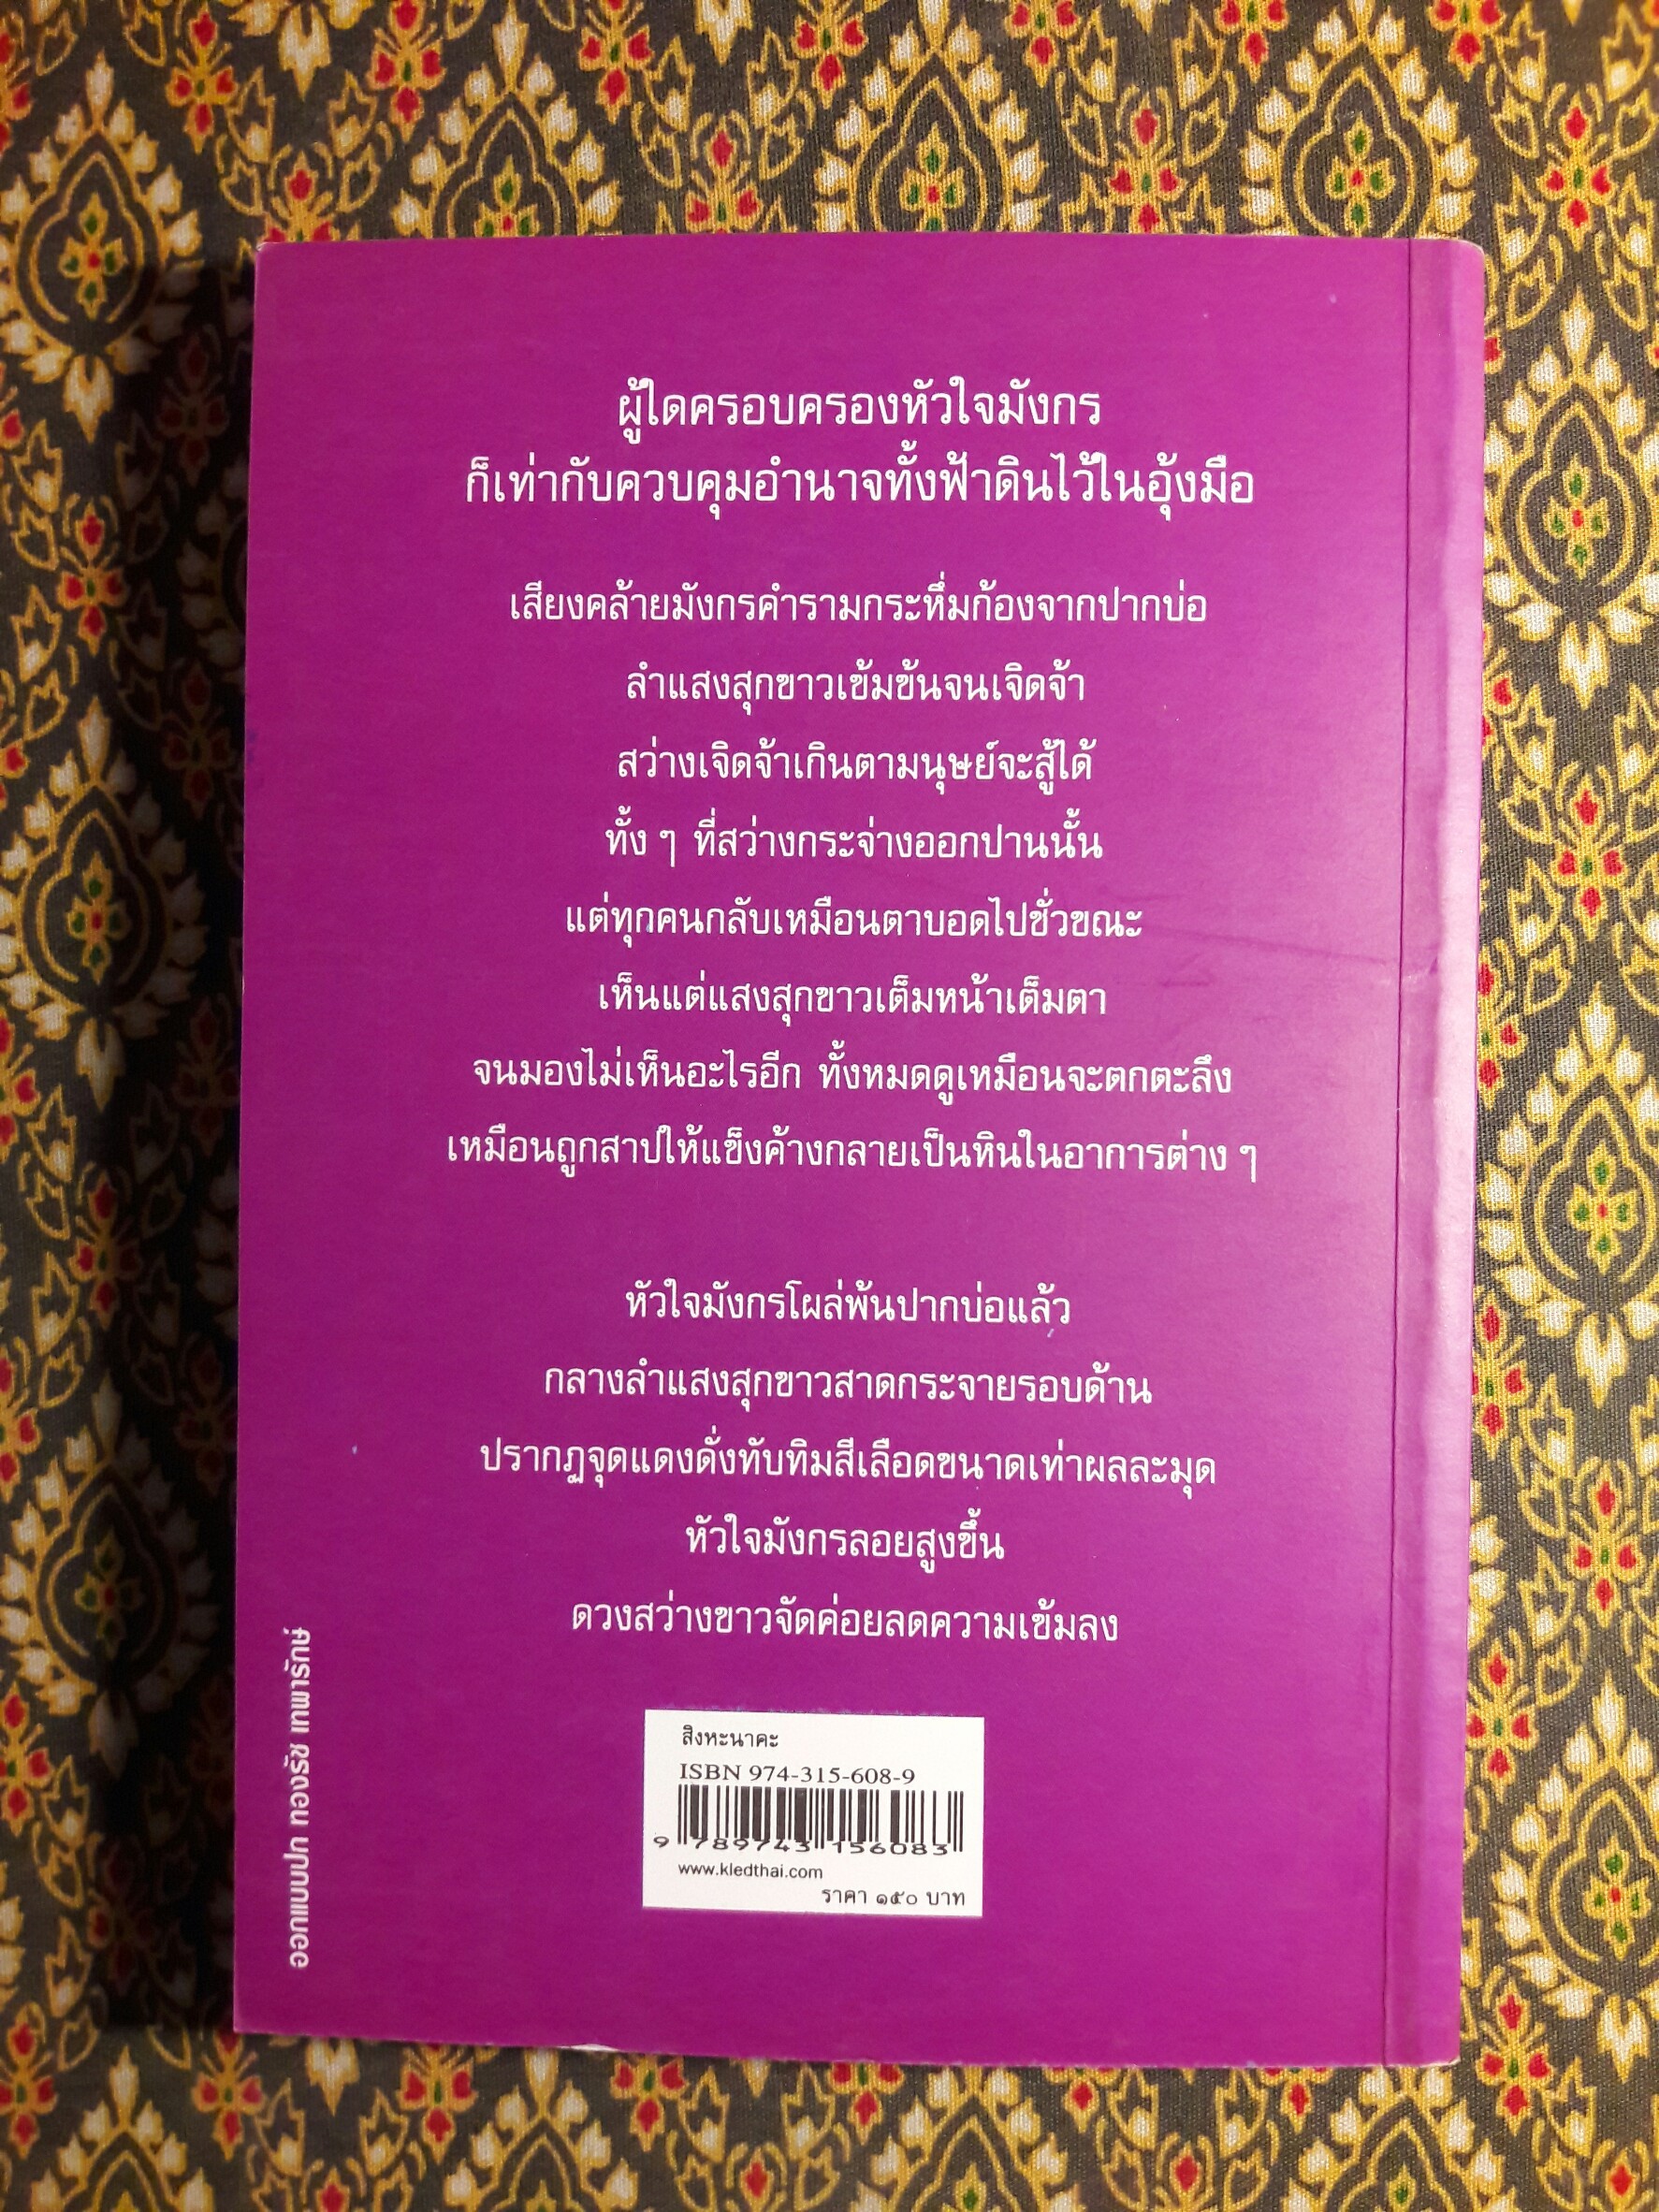 ผู้ใดครอบครองหัวใจมังกร
ก็เท่ากับควบคุมอำนาจทั้งฟ้าดินไว้ในอุ้งมือ
เสียงคล้ายมังกรคำรามกระหึ่มก้องจากปากบ่อ
ลำแสงสุกขาวเข้มข้นจนเจิดจ้า
สว่างเจิดจ้าเกินตามนุษย์จะสู้ได้
ทั้ง ๆ ที่สว่างกระจ่างออกปานนั้น
แต่ทุกคนกลับเหมือนตาบอดไปชั่วขณะ
เห็นแต่แสงสุกขาวเต็มหน้าเต็มตา
จนมองไม่เห็นอะไรอีก ทั้งหมดดูเหมือนจะตกตะลึง
เหมือนถูกสาปให้แข็งค้างกลายเป็นหินในอาการต่าง ๆ
หัวใจมังกรโผล่พ้นปากบ่อแล้ว
กลางลำแสงสุกขาวสาดกระจายรอบด้าน
ปรากฏจุดแดงดั่งทับทิมสีเลือดขนาดเท่าผลละมุด
หัวใจมังกรลอยสูงขึ้น
ดวงสว่างขาวจัดค่อยลดความเข้มลง
ออกแบบปก นองรัช เทพารักษ์
สิงหะนาคะ
ISBN 974-315-608-9
9 789743 156083
www.kledthai.com
ราคา ๑๕๐ บาท